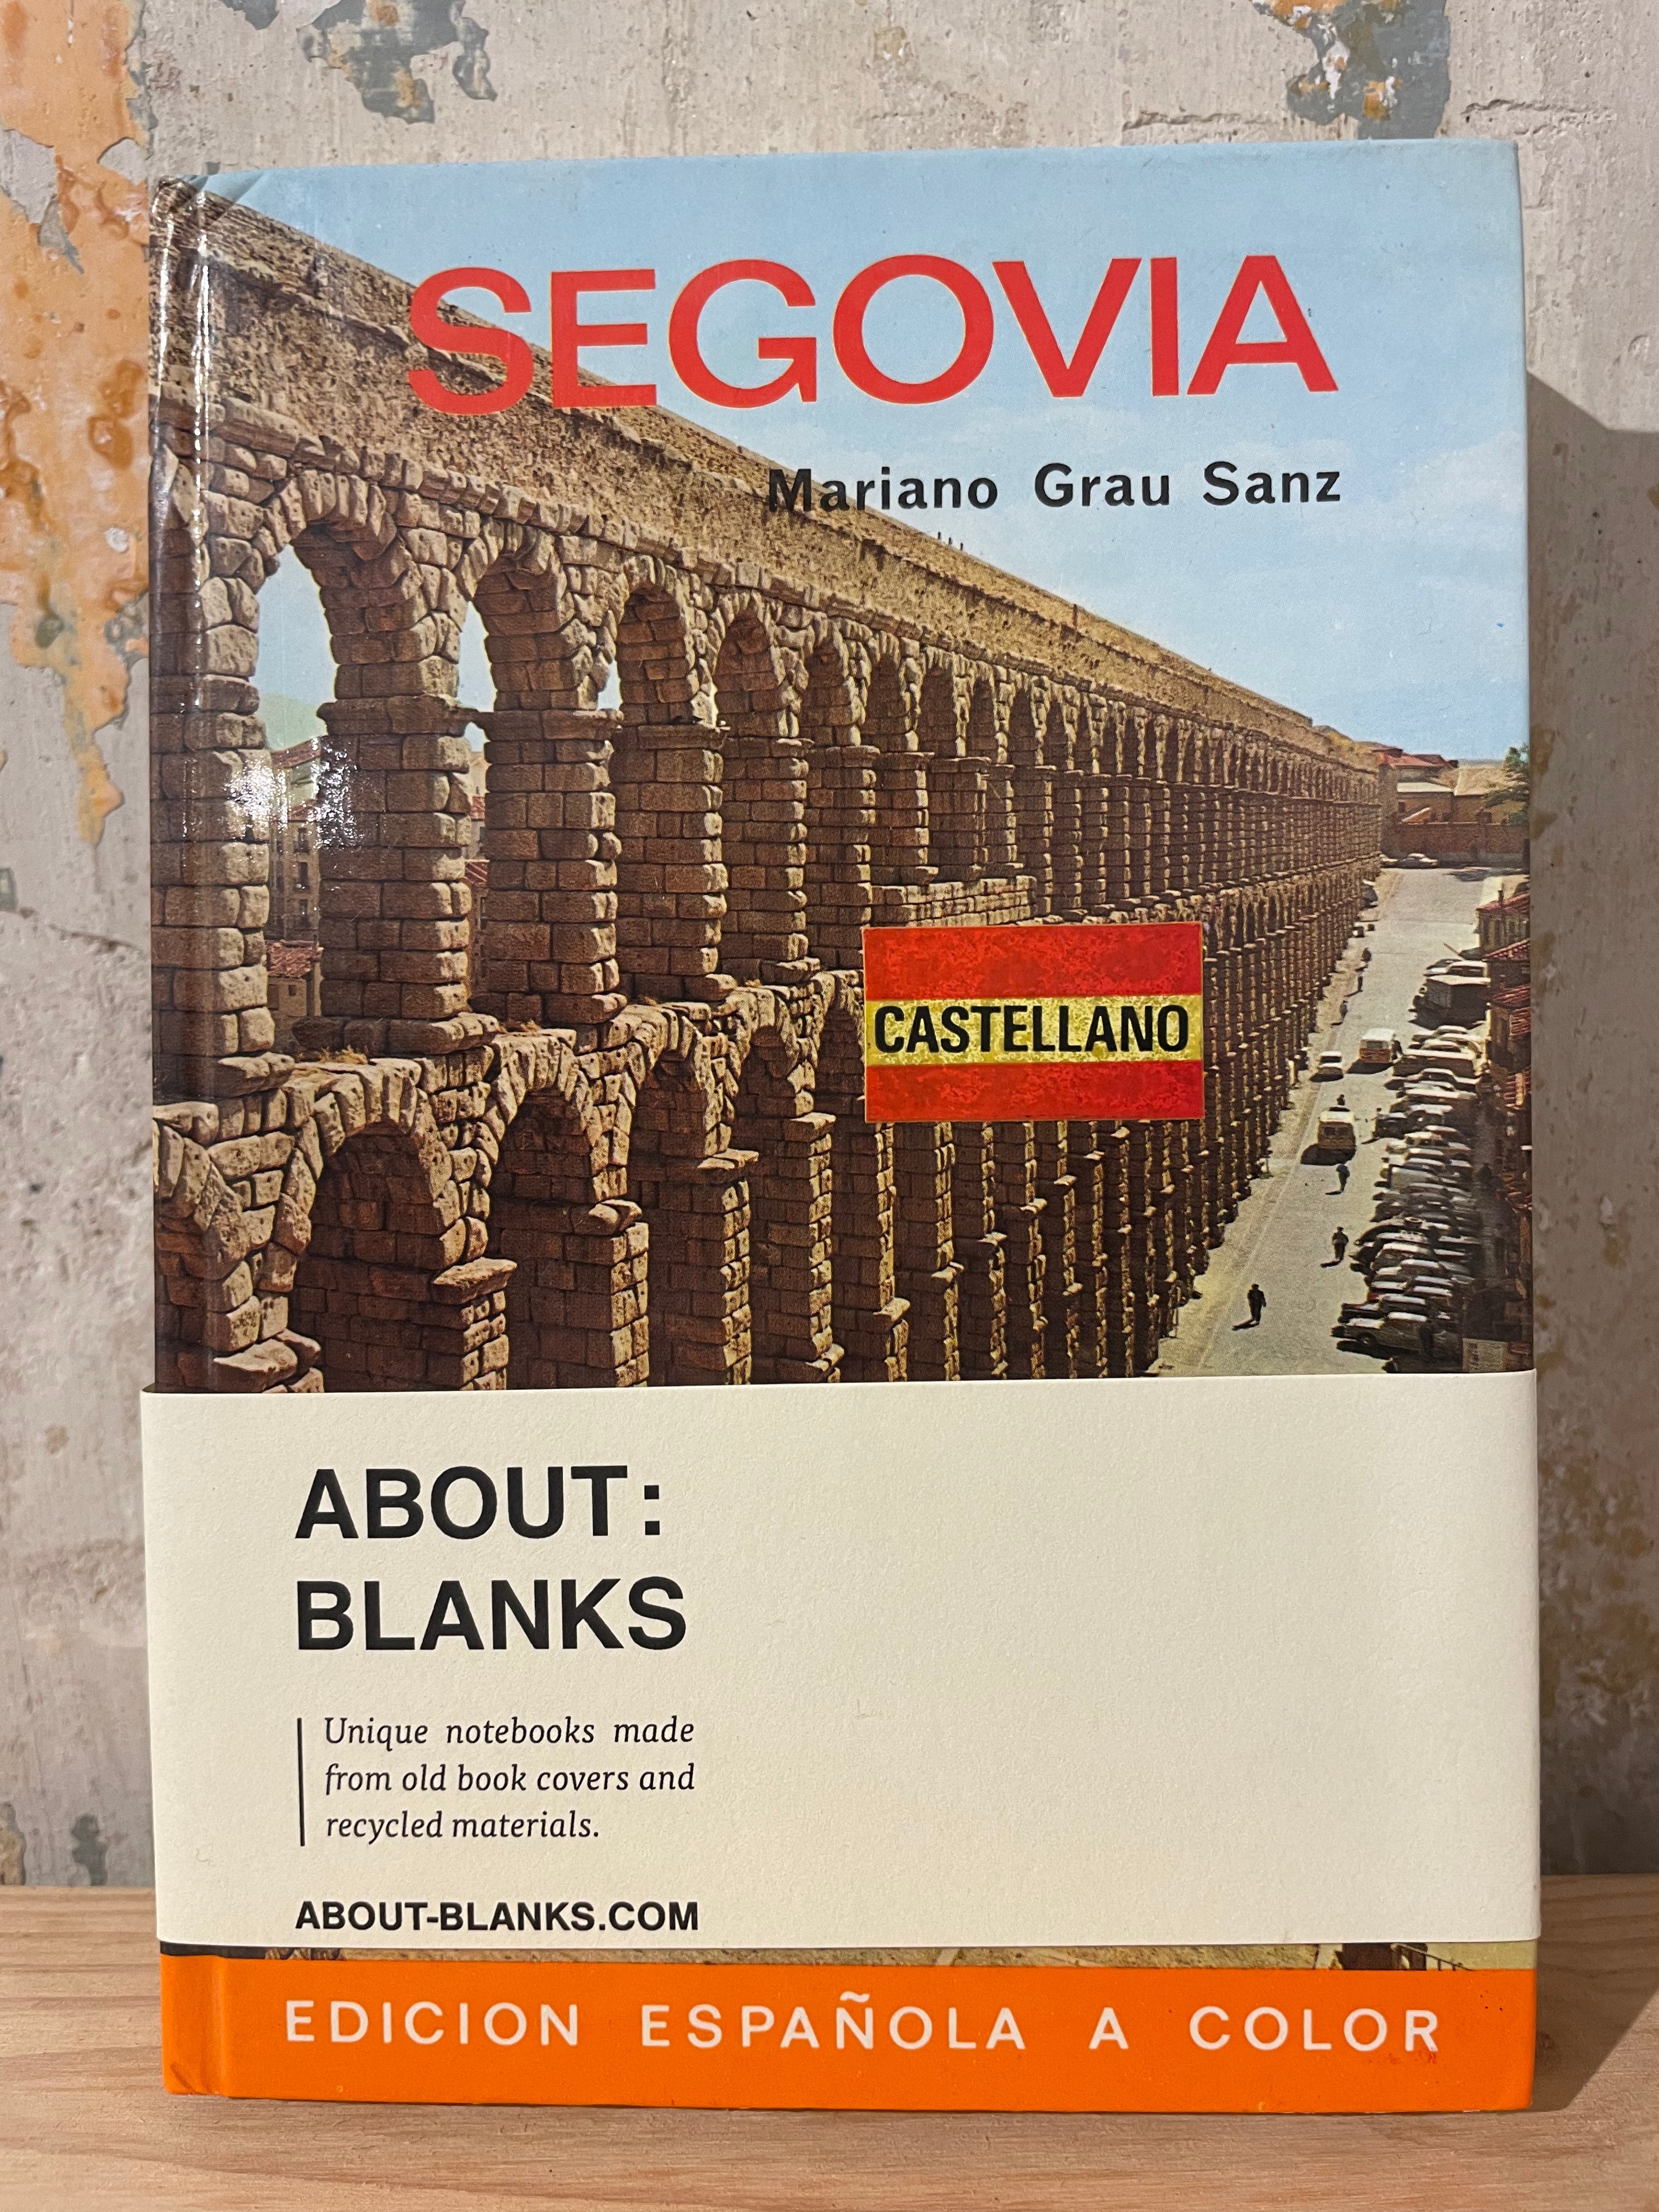 SEGOVIA
Mariano Grau Sanz
CASTELLANO
ABOUT:
BLANKS
Unique notebooks made
from old book covers and
recycled materials.
ABOUT-BLANKS.COM
EDICION ESPAÑOLA A COLOR